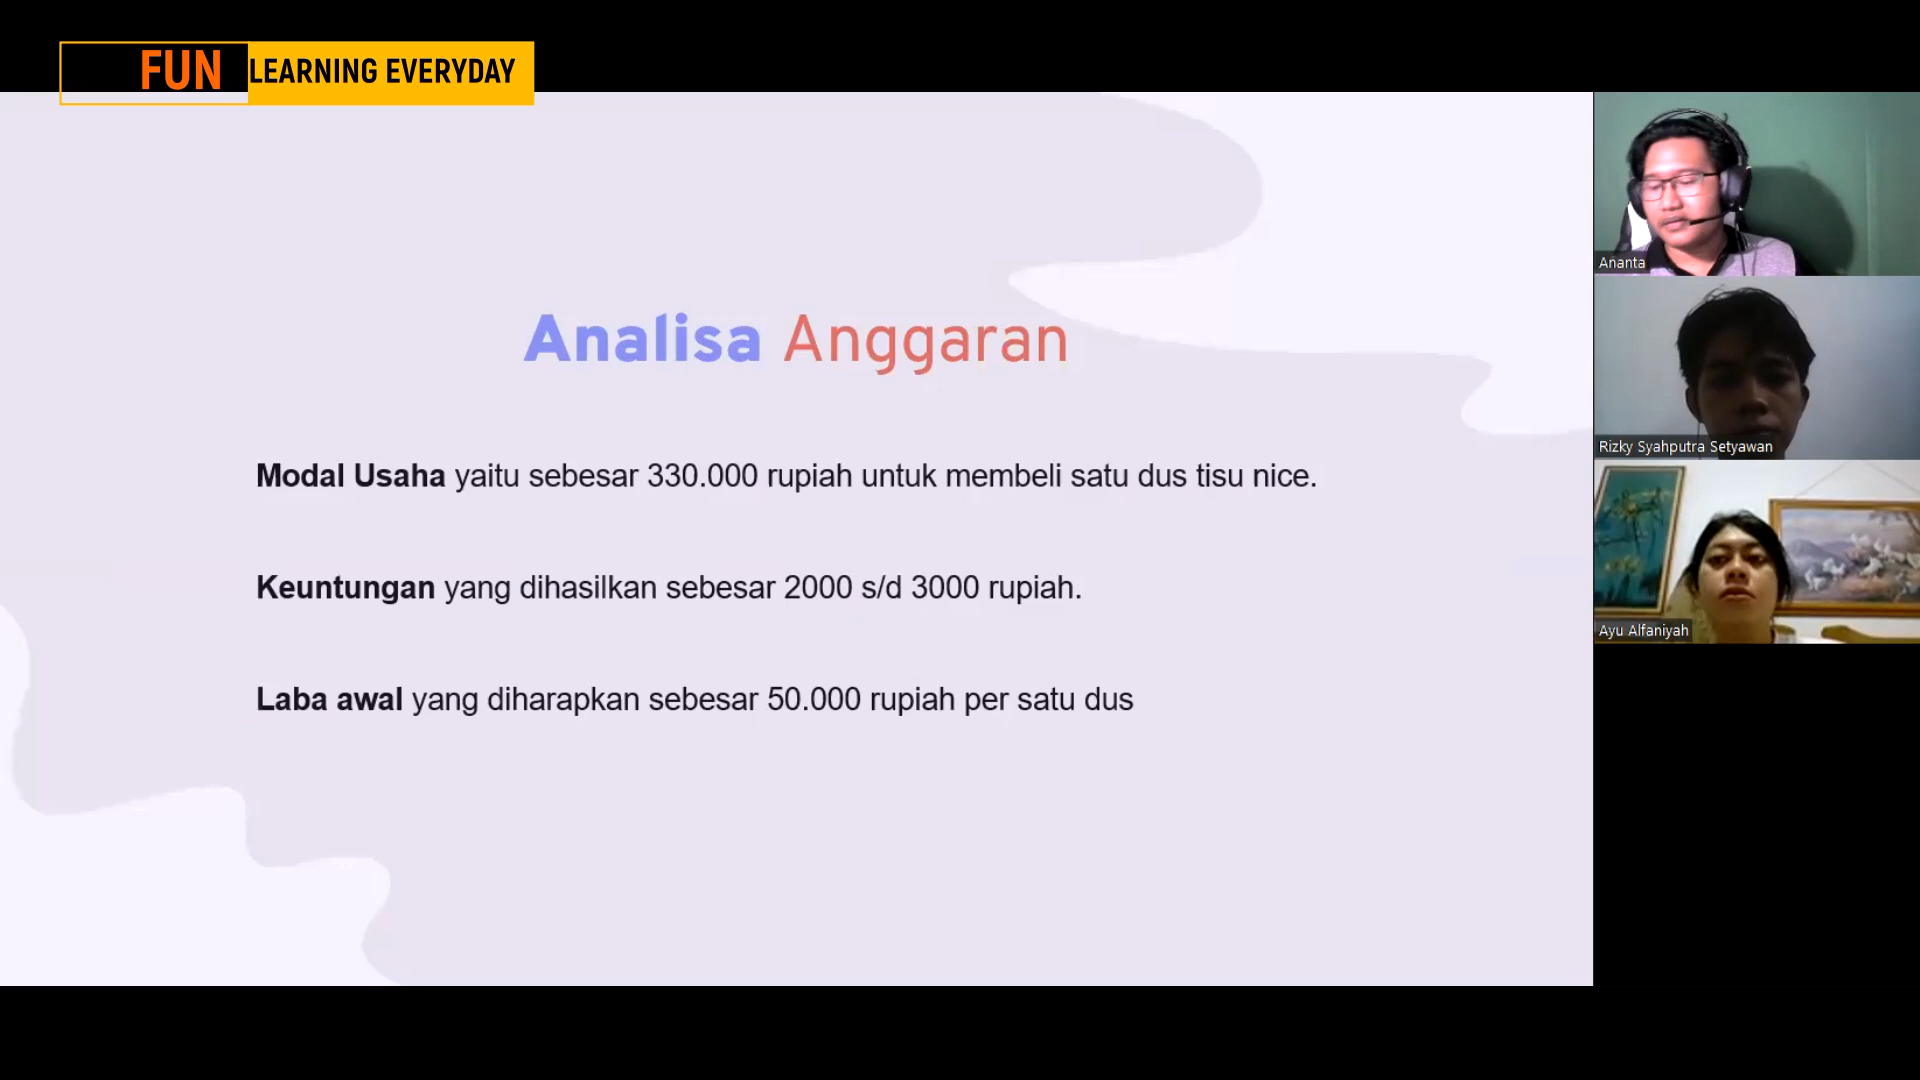 FUN LEARNING EVERYDAY
Analisa Anggaran
Modal Usaha yaitu sebesar 330.000 rupiah untuk membeli satu dus tisu nice.
Keuntungan yang dihasilkan sebesar 2000 s/d 3000 rupiah.
Laba awal yang diharapkan sebesar 50.000 rupiah per satu dus
Ananta
Rizky Syahputra Setyawan
Ayu Alfaniyah